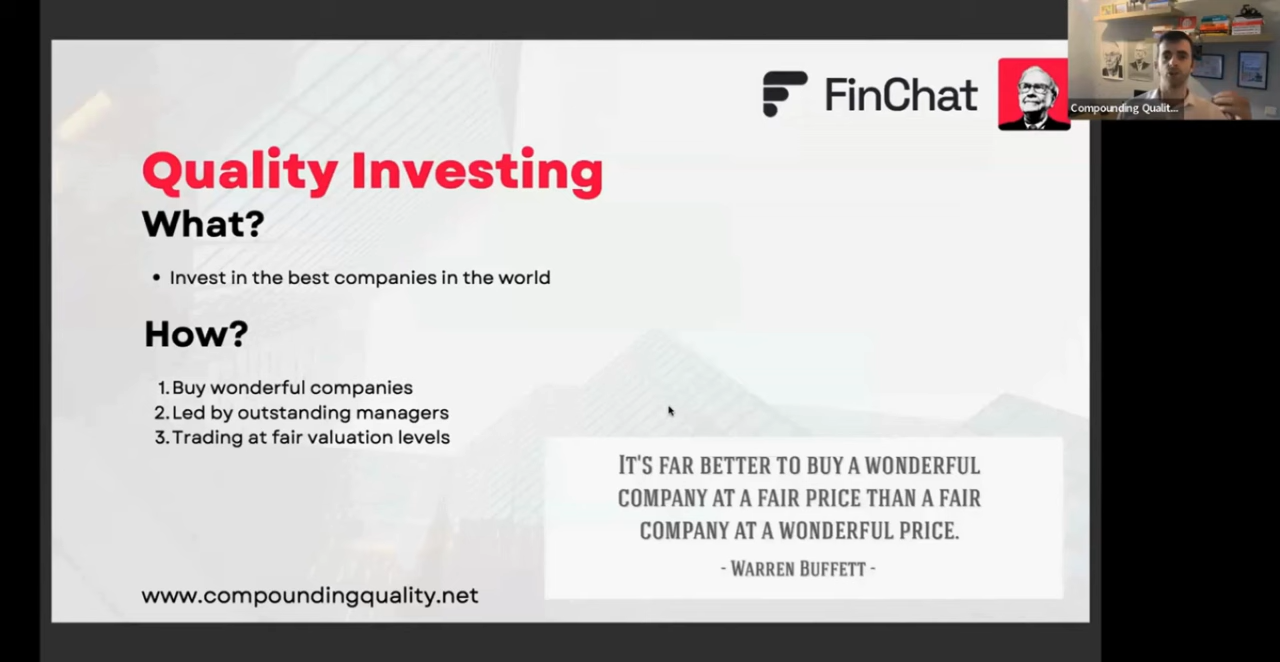 FinChat
Compounding Qualit...
Quality Investing
What?
• Invest in the best companies in the world
How?
1. Buy wonderful companies
2. Led by outstanding managers
3. Trading at fair valuation levels
IT'S FAR BETTER TO BUY A WONDERFUL
COMPANY AT A FAIR PRICE THAN A FAIR
COMPANY AT A WONDERFUL PRICE.
- WARREN BUFFETT -
www.compoundingquality.net